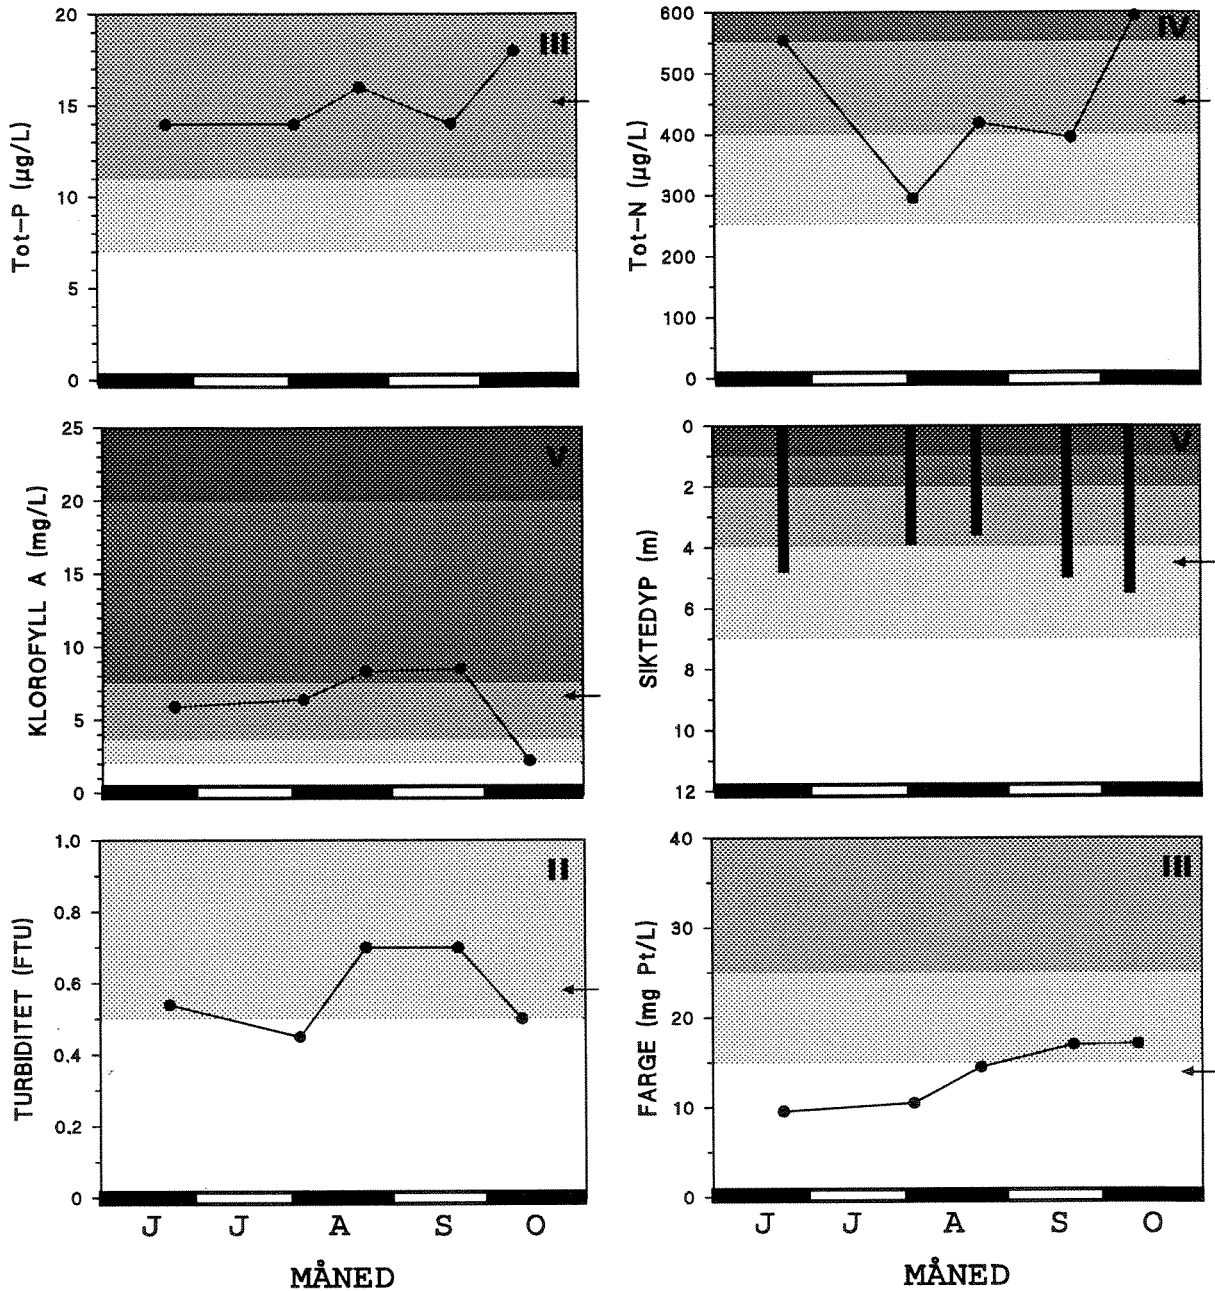 Tot-P (µg/L)
20
15
10
5
0
III
Tot-N (µg/L)
600
500
400
300
200
100
0
IV
KLOROFYLL A (mg/L)
25
20
15
10
5
0
V
SIKTEDYP (m)
0
2
4
6
8
10
12
V
TURBIDITET (FTU)
1.0
0.8
0.6
0.4
0.2
0
II
J J A S O
MÅNED
FARGE (mg Pt/L)
40
30
20
10
0
III
J J A S O
MÅNED